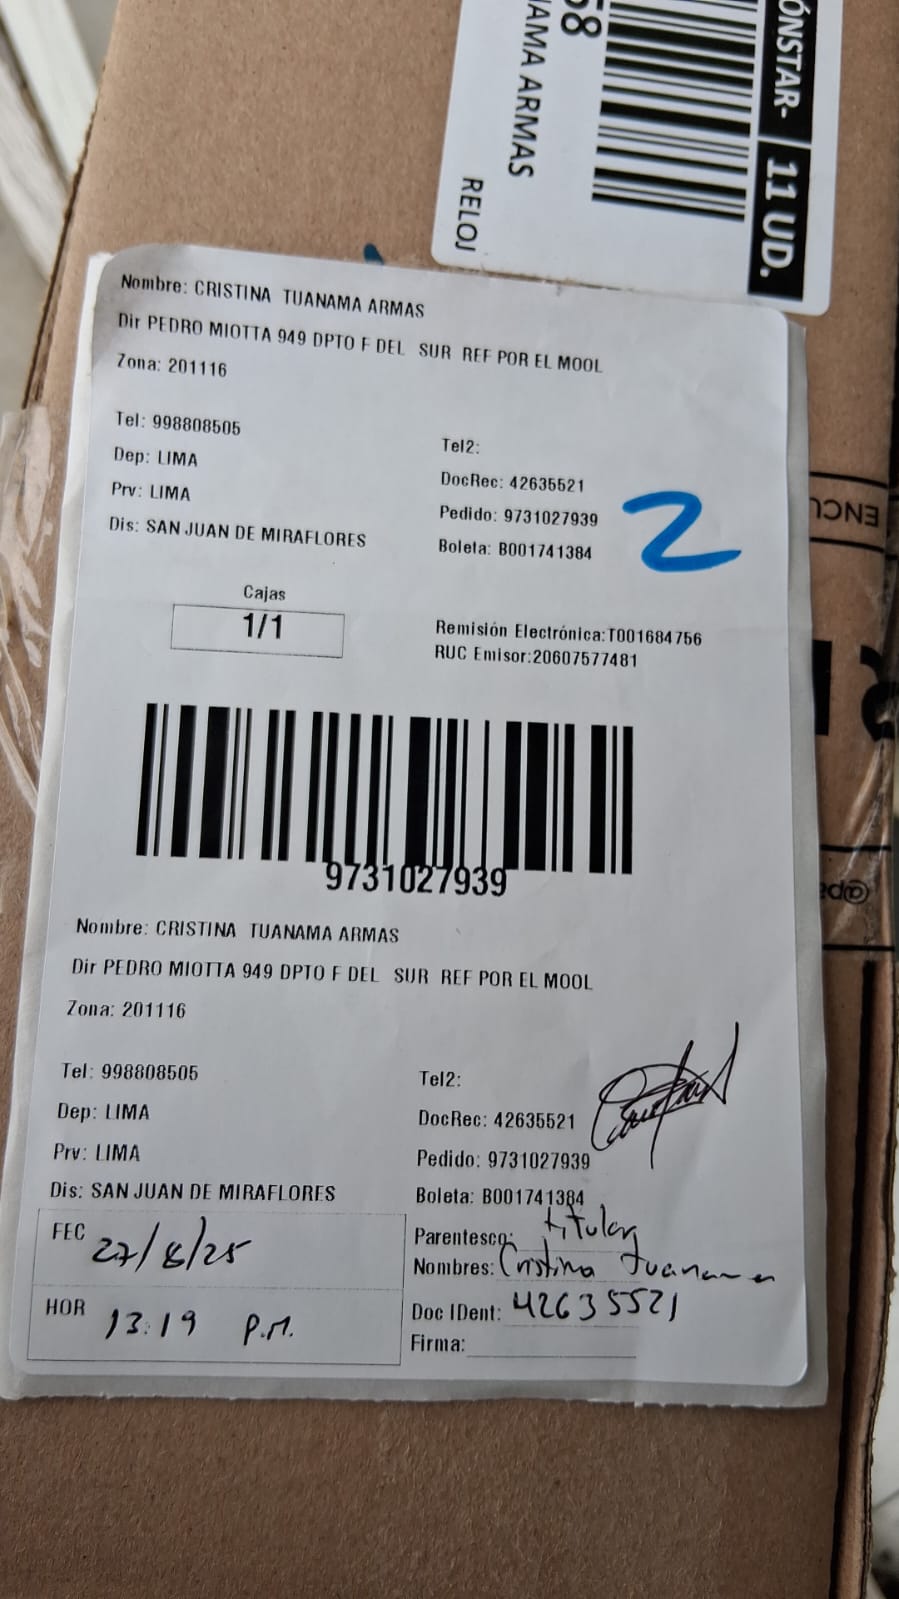 ÓNSTAR-
11 UD.
58
AMA ARMAS
RELOJ
Nombre: CRISTINA TUANAMA ARMAS
Dir PEDRO MIOTTA 949 DPTO F DEL SUR REF POR EL MOOL
Zona: 201116
Tel: 998808505
Tel2:
Dep: LIMA
DocRec: 42635521
Prv: LIMA
Pedido: 9731027939
2
Dis: SAN JUAN DE MIRAFLORES
Boleta: B001741384
Cajas
1/1
Remisión Electrónica:T001684756
RUC Emisor:20607577481
9731027939
Nombre: CRISTINA TUANAMA ARMAS
Dir PEDRO MIOTTA 949 DPTO F DEL SUR REF POR EL MOOL
Zona: 201116
Tel: 998808505
Tel2:
Dep: LIMA
DocRec: 42635521
Prv: LIMA
Pedido: 9731027939
Dis: SAN JUAN DE MIRAFLORES
Boleta: B001741384
FEC 27/8/25
Parentesco: titular
Nombres: Cristina Tuanama
HOR 13:19 P.M.
Doc IDent: 42635521
Firma:
ENCU
@pa